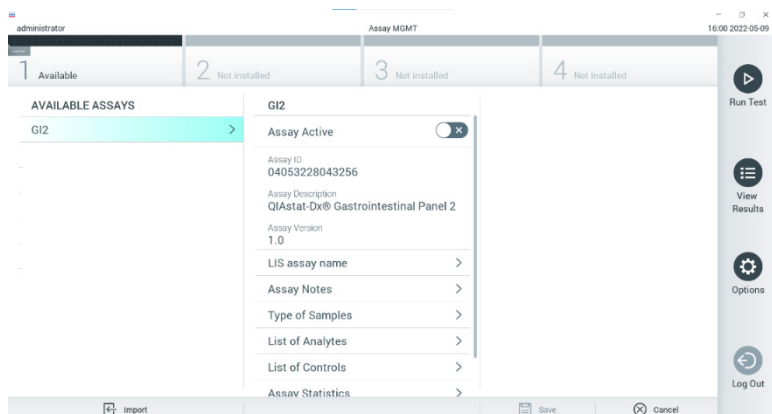 administrator
Assay MGMT
16:00 2022-05-09
--:--
1 Available
2 Not installed
3 Not installed
4 Not installed
Run Test
AVAILABLE ASSAYS
GI2
GI2
Assay Active
Assay ID
04053228043256
Assay Description
QIAstat-Dx® Gastrointestinal Panel 2
Assay Version
1.0
LIS assay name
Assay Notes
Type of Samples
List of Analytes
List of Controls
Assay Statistics
View
Results
Options
Log Out
Import
Save
Cancel